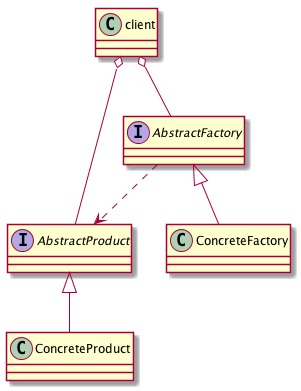 C client
I AbstractFactory
I AbstractProduct
C ConcreteFactory
C ConcreteProduct